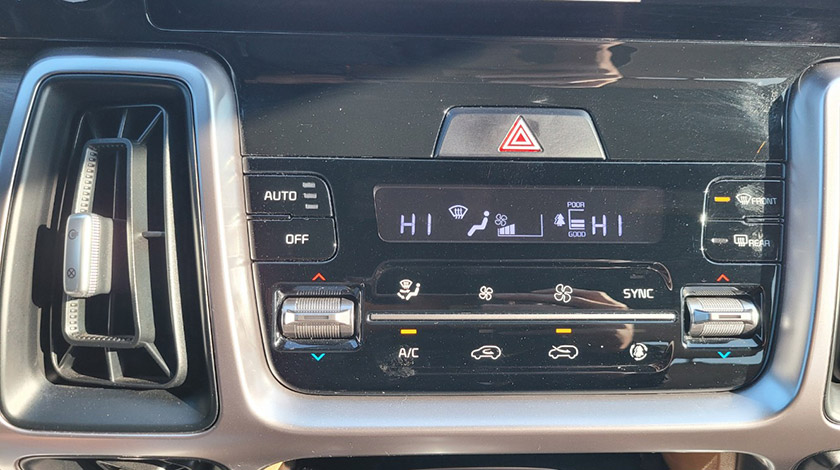 AUTO
OFF
HI
POOR
GOOD
HI
FRONT
REAR
SYNC
A/C